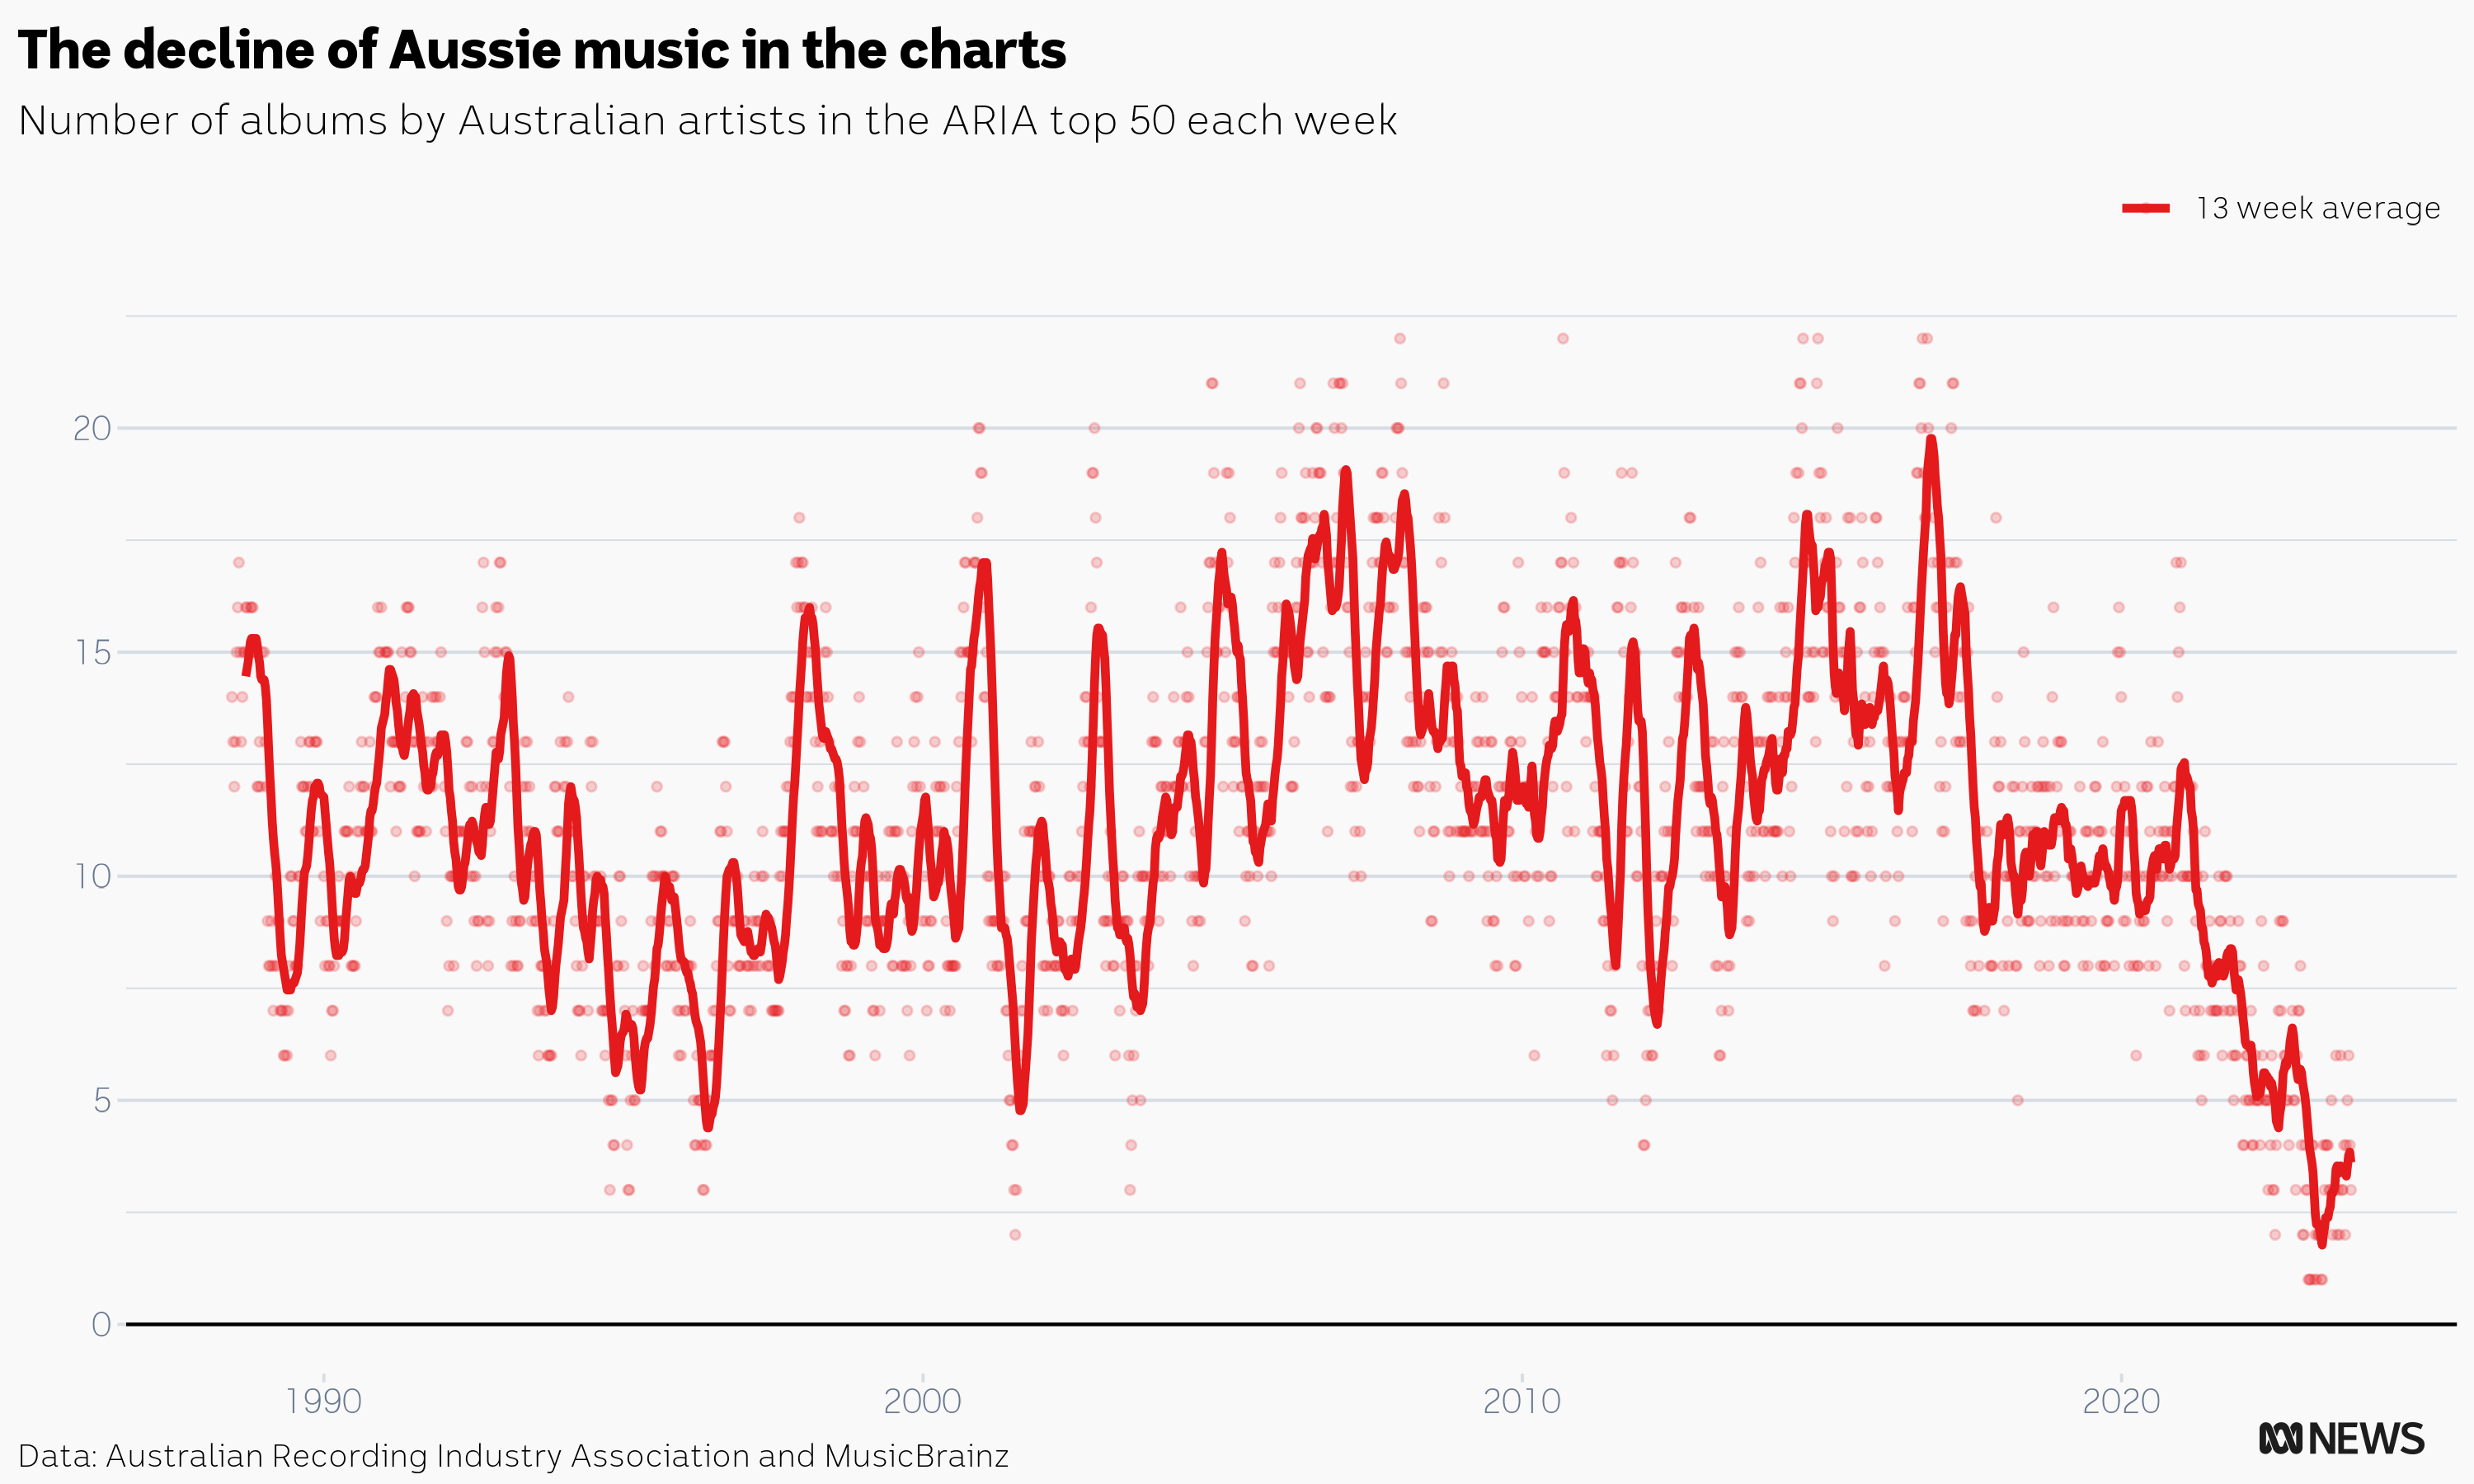 The decline of Aussie music in the charts
Number of albums by Australian artists in the ARIA top 50 each week
13 week average
20
15
10
5
0
1990 2000 2010 2020
Data: Australian Recording Industry Association and MusicBrainz
NEWS